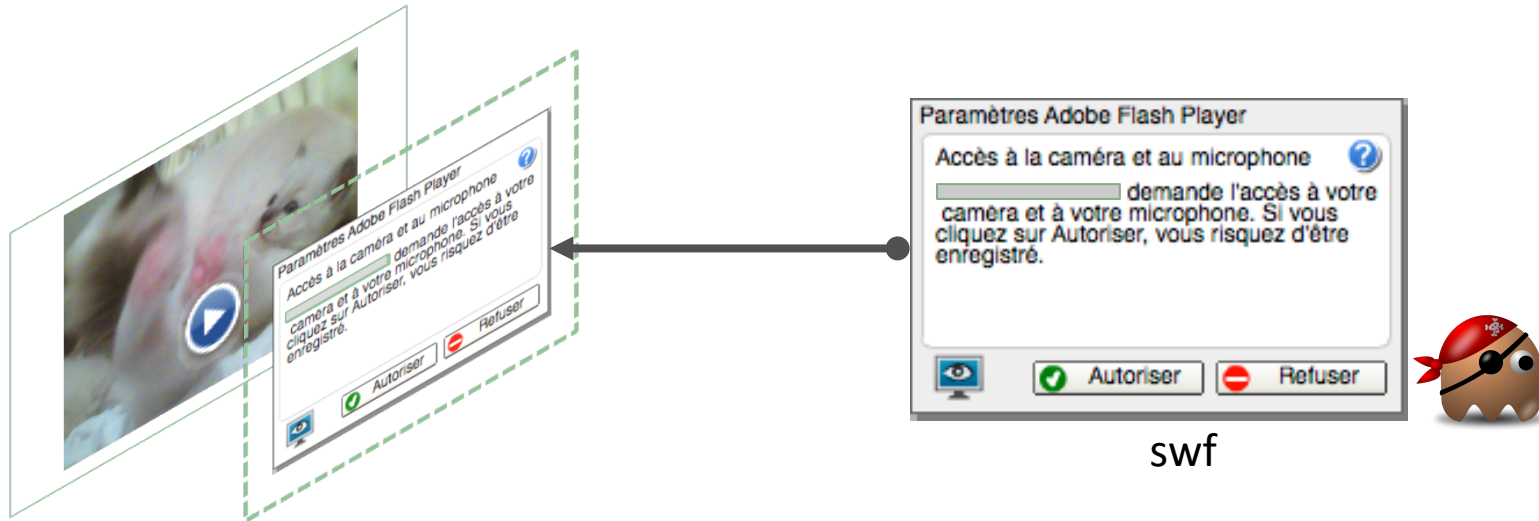 Paramètres Adobe Flash Player
Accès à la caméra et au microphone
demande l'accès à votre
caméra et à votre microphone. Si vous
cliquez sur Autoriser, vous risquez d'être
enregistré.
Autoriser
Refuser
Paramètres Adobe Flash Player
Accès à la caméra et au microphone
demande l'accès à votre
caméra et à votre microphone. Si vous
cliquez sur Autoriser, vous risquez d'être
enregistré.
Autoriser
Refuser
swf